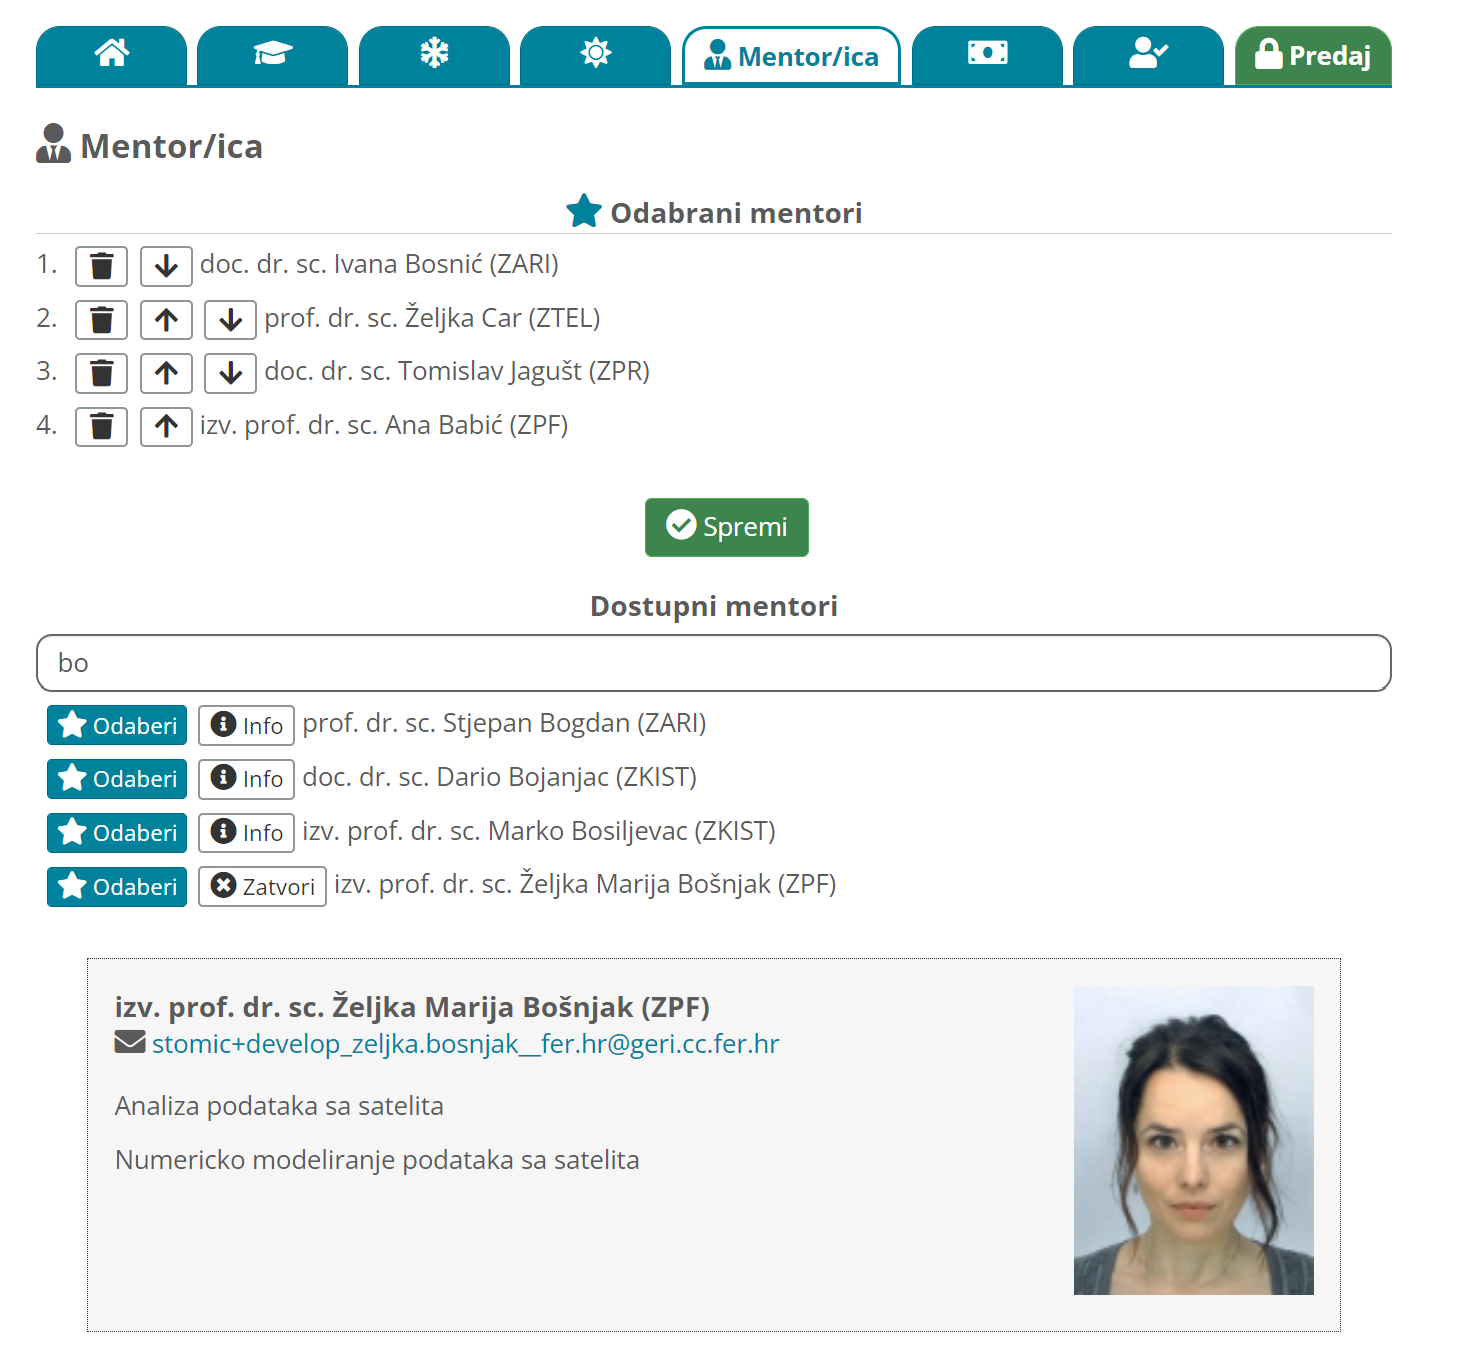 Mentor/ica
Predaj
Mentor/ica
Odabrani mentori
1. doc. dr. sc. Ivana Bosnić (ZARI)
2. prof. dr. sc. Željka Car (ZTEL)
3. doc. dr. sc. Tomislav Jagušt (ZPR)
4. izv. prof. dr. sc. Ana Babić (ZPF)
Spremi
Dostupni mentori
bo
Odaberi Info prof. dr. sc. Stjepan Bogdan (ZARI)
Odaberi Info doc. dr. sc. Dario Bojanjac (ZKIST)
Odaberi Info izv. prof. dr. sc. Marko Bosiljevac (ZKIST)
Odaberi Zatvori izv. prof. dr. sc. Željka Marija Bošnjak (ZPF)
izv. prof. dr. sc. Željka Marija Bošnjak (ZPF)
stomic+develop_zeljka.bosnjak__fer.hr@geri.cc.fer.hr
Analiza podataka sa satelita
Numericko modeliranje podataka sa satelita